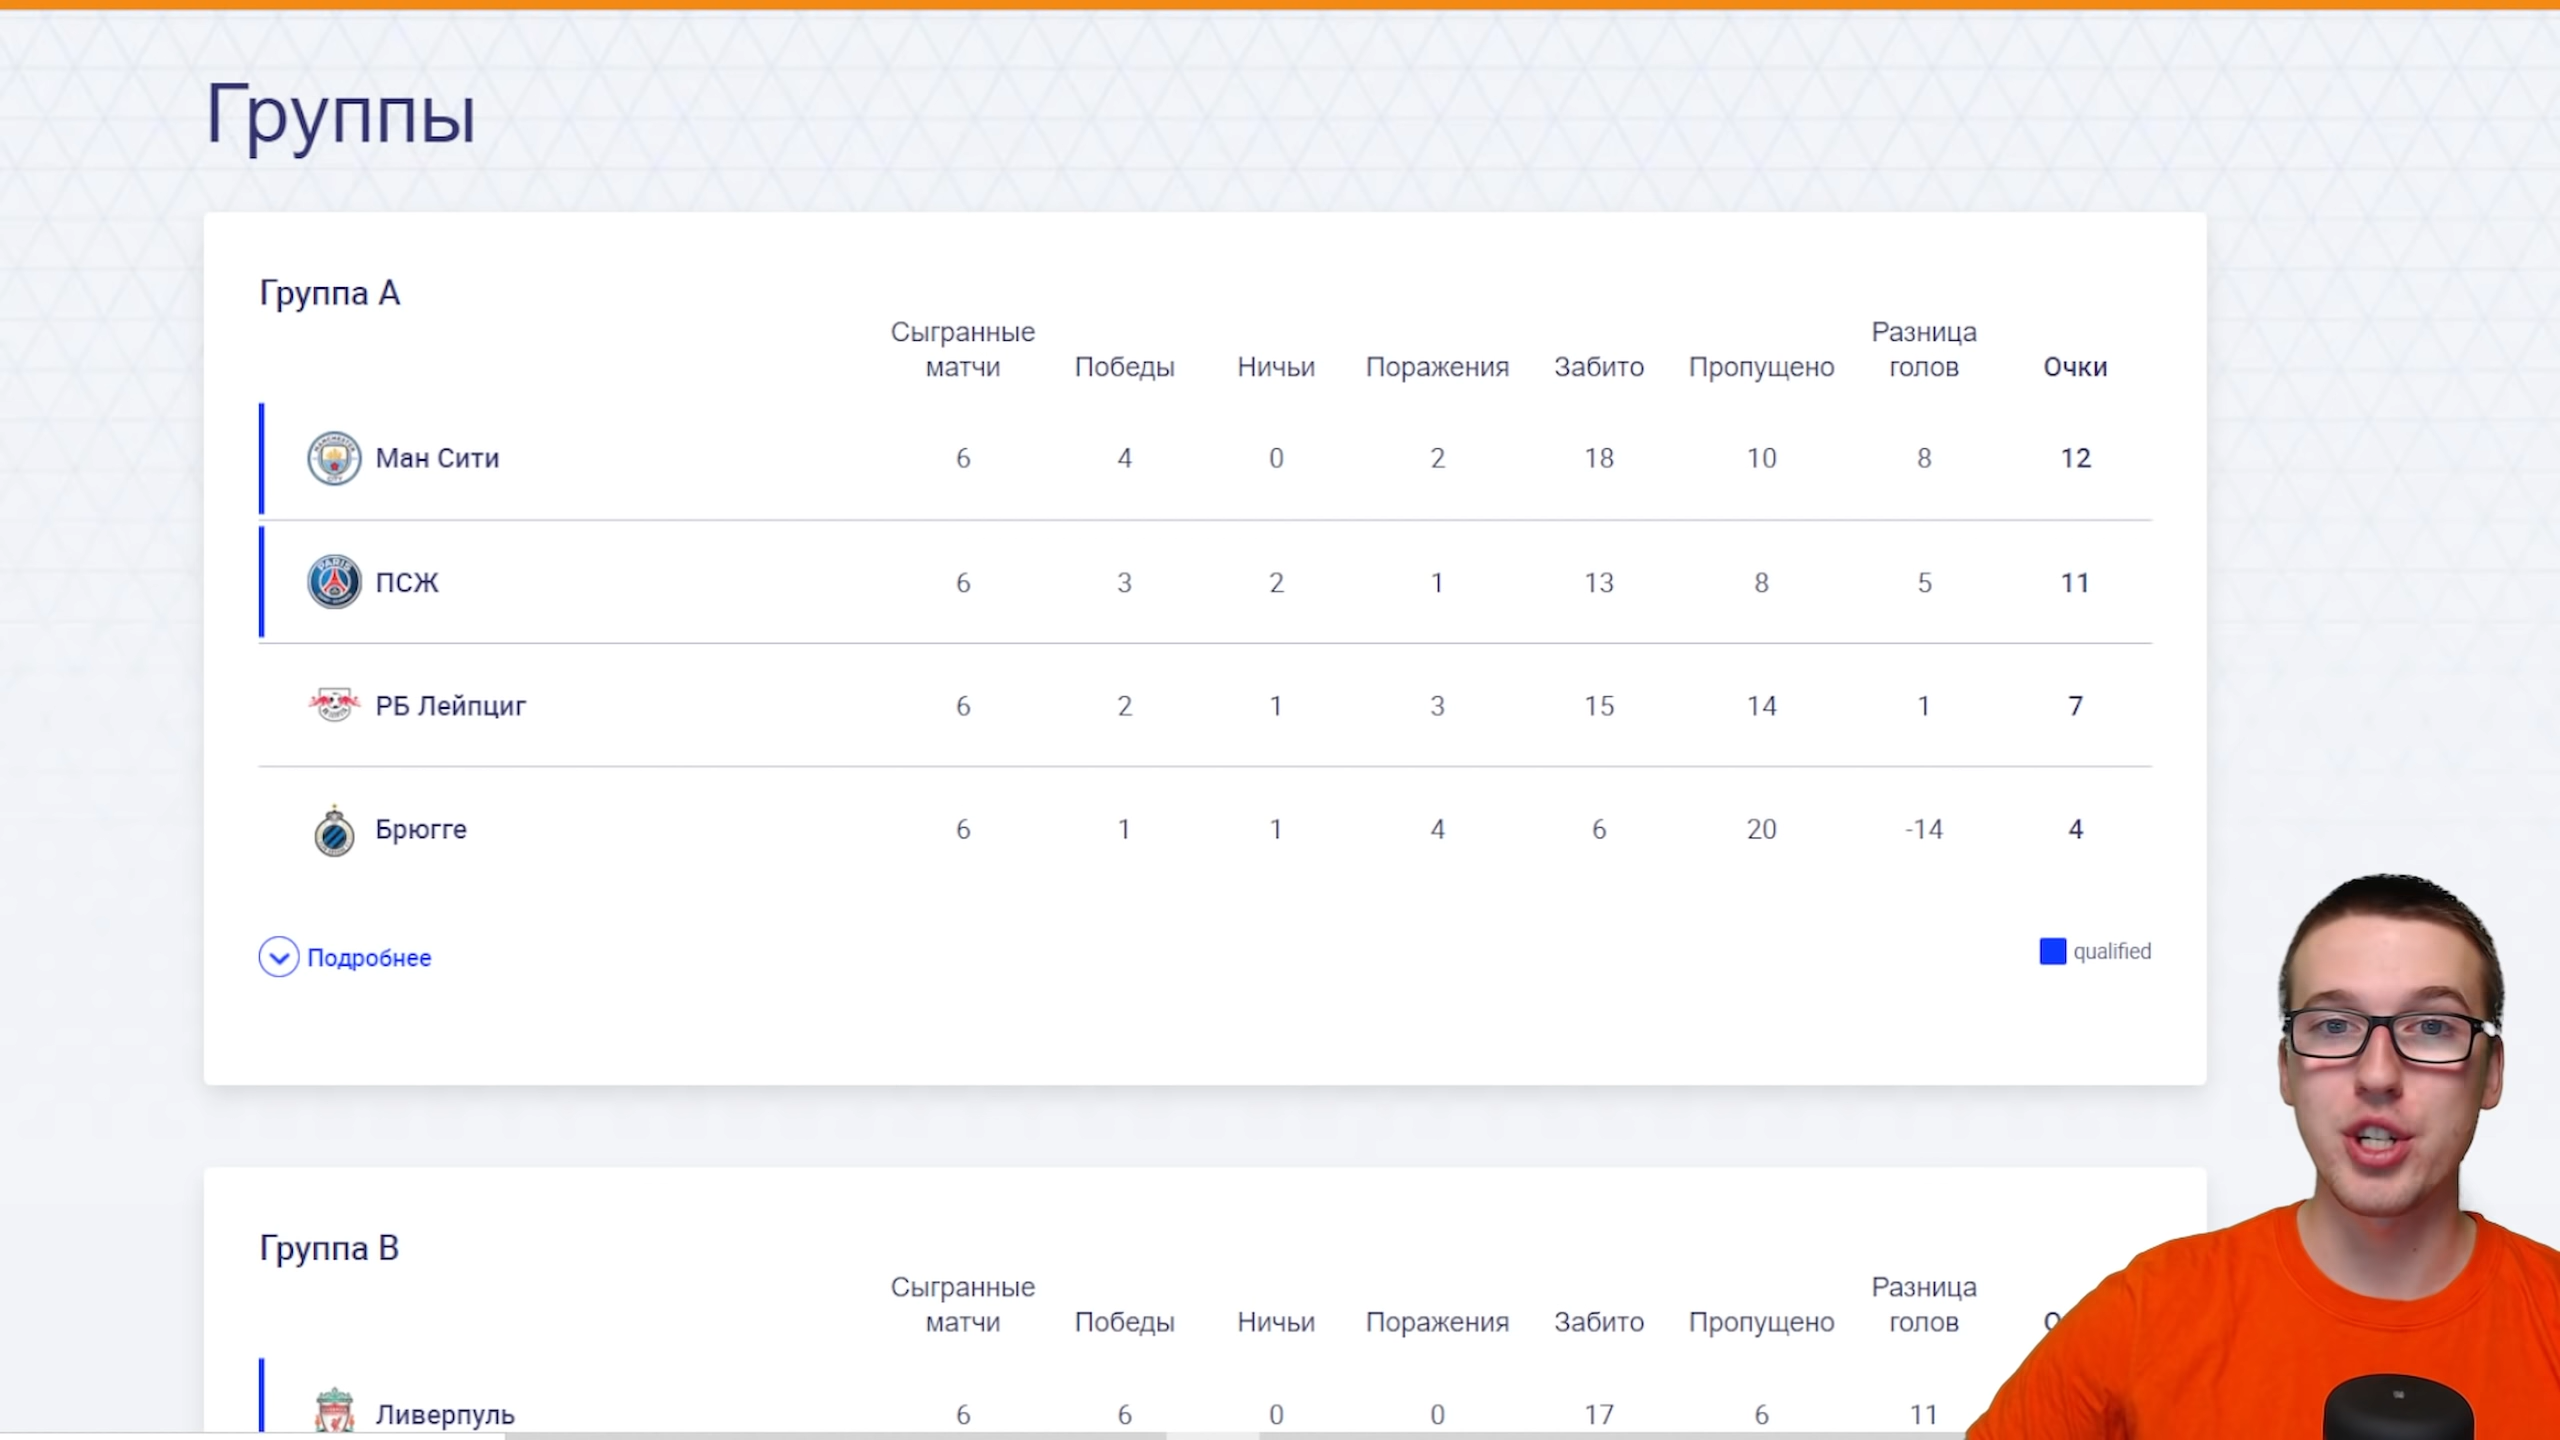 Группы
Группа A
Сыгранные матчи Победы Ничьи Поражения Забито Пропущено Разница голов Очки
Ман Сити 6 4 0 2 18 10 8 12
ПСЖ 6 3 2 1 13 8 5 11
РБ Лейпциг 6 2 1 3 15 14 1 7
Брюгге 6 1 1 4 6 20 -14 4
Подробнее qualified
Группа B
Сыгранные матчи Победы Ничьи Поражения Забито Пропущено Разница голов
Ливерпуль 6 6 0 0 17 6 11